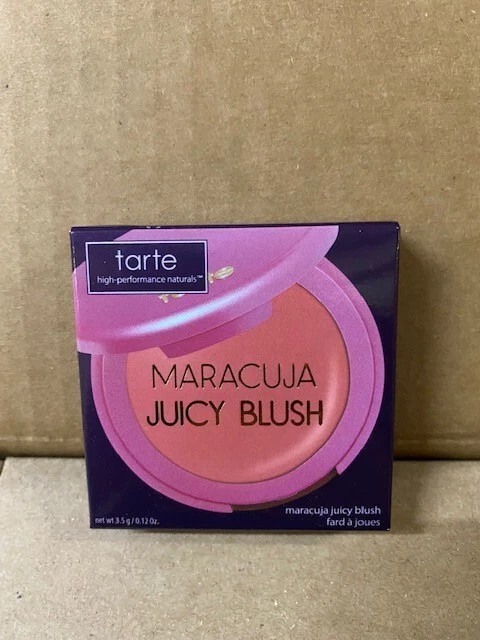 tarte
high-performance naturals™
MARACUJA
JUICY BLUSH
maracuja juicy blush
fard à joues
net wt 3.5 g / 0.12 Oz.